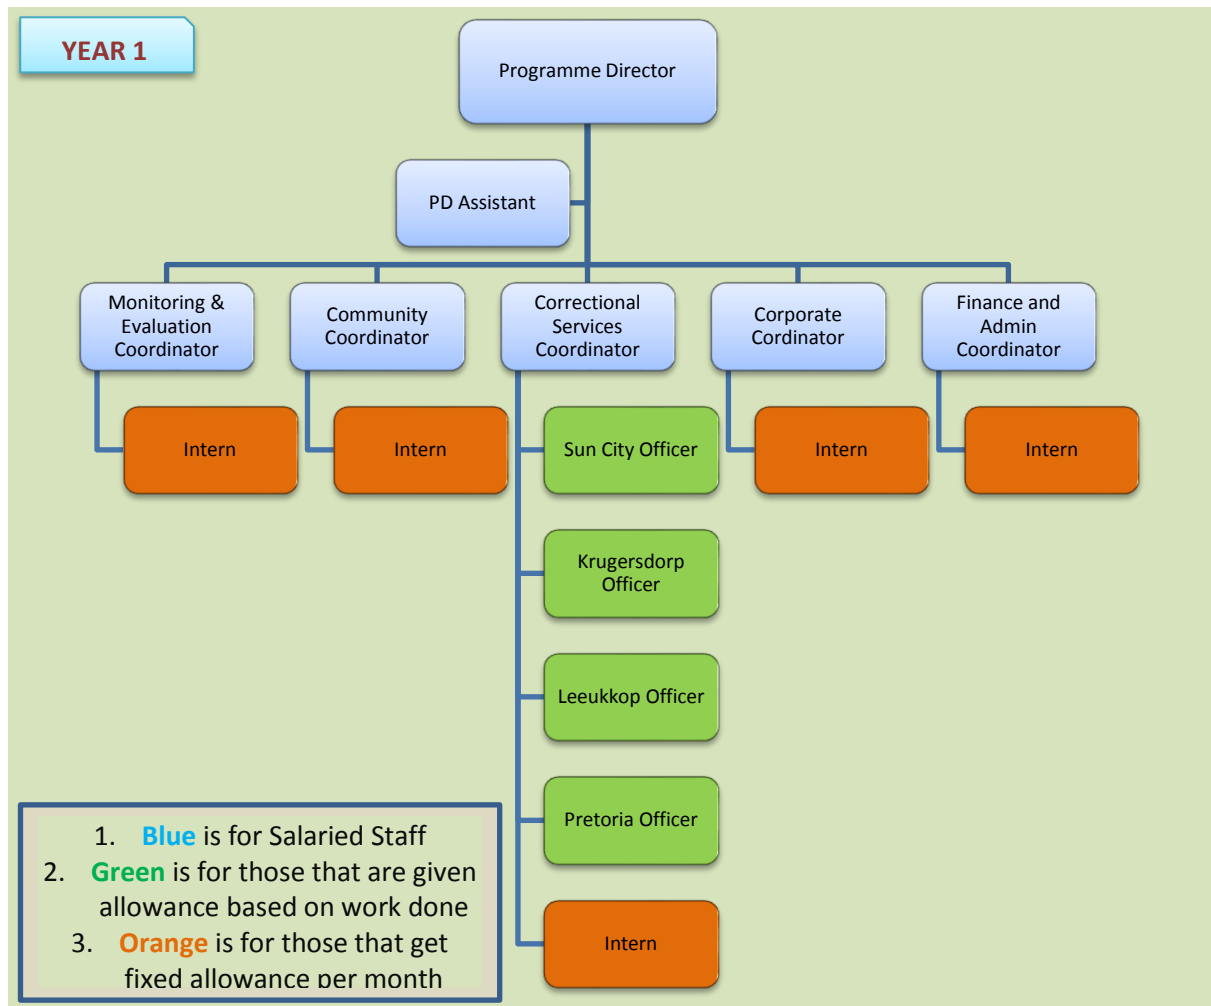 YEAR 1
Programme Director
PD Assistant
Monitoring &
Evaluation
Coordinator
Community
Coordinator
Correctional
Services
Coordinator
Corporate
Cordinator
Finance and
Admin
Coordinator
Intern
Intern
Sun City Officer
Intern
Intern
Krugersdorp
Officer
Leeukkop Officer
Pretoria Officer
Intern
1. Blue is for Salaried Staff
2. Green is for those that are given
allowance based on work done
3. Orange is for those that get
fixed allowance per month